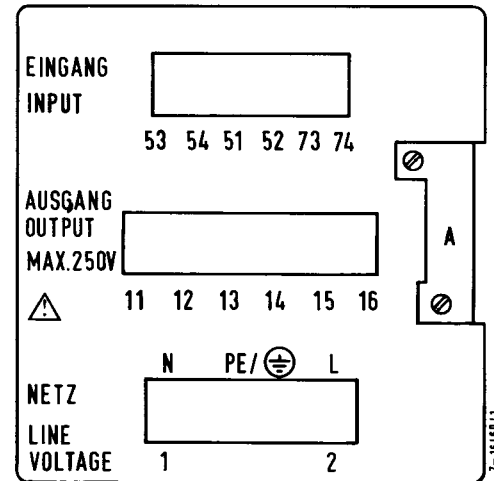 EINGANG
INPUT
53 54 51 52 73 74
AUSGANG
OUTPUT
MAX.250V
A
11 12 13 14 15 16
N PE/ L
NETZ
LINE
VOLTAGE
1 2